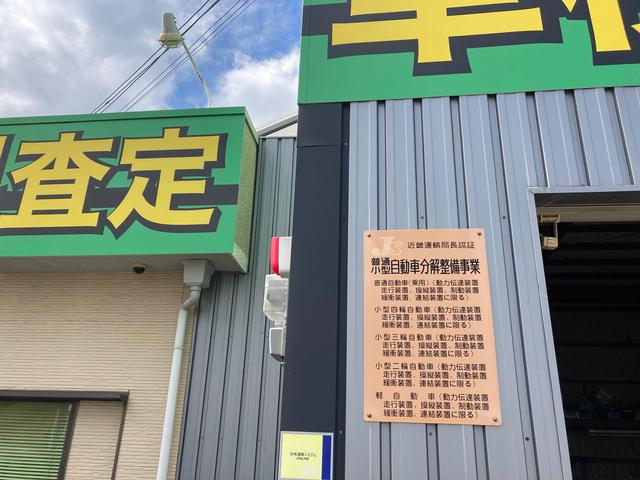 車検
査定
JS 近畿運輸局長認証
普通
小型自動車分解整備事業
普通自動車(乗用)(動力伝達装置
走行装置、操縦装置、制動装置
緩衝装置、連結装置に限る)
小型四輪自動車(動力伝達装置
走行装置、操縦装置、制動装置
緩衝装置、連結装置に限る)
小型三輪自動車(動力伝達装置
走行装置、操縦装置、制動装置
緩衝装置、連結装置に限る)
小型二輪自動車(動力伝達装置
走行装置、操縦装置、制動装置
緩衝装置、連結装置に限る)
軽自動車(動力伝達装置
走行装置、操縦装置、制動装置
緩衝装置、連結装置に限る)
ONLINE